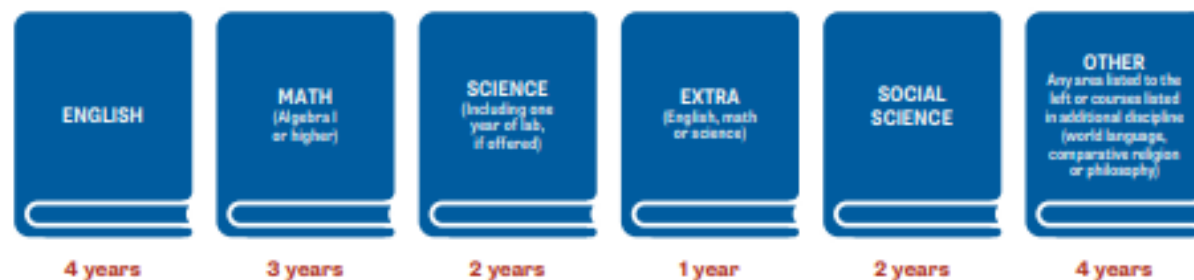 ENGLISH
4 years
MATH
(Algebra I
or higher)
3 years
SCIENCE
(Including one
year of lab,
if offered)
2 years
EXTRA
(English, math
or science)
1 year
SOCIAL
SCIENCE
2 years
OTHER
Any area listed to the
left or courses listed
in additional discipline
(world language,
comparative religion
or philosophy)
4 years